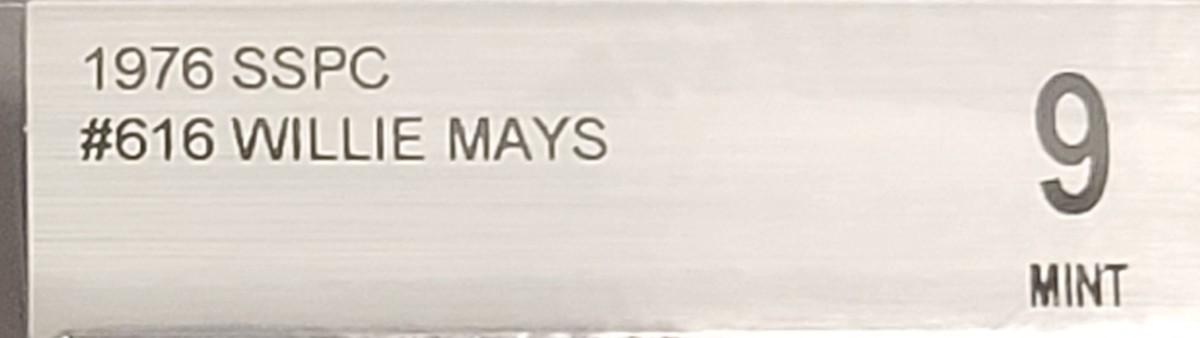 1976 SSPC
#616 WILLIE MAYS
9
MINT